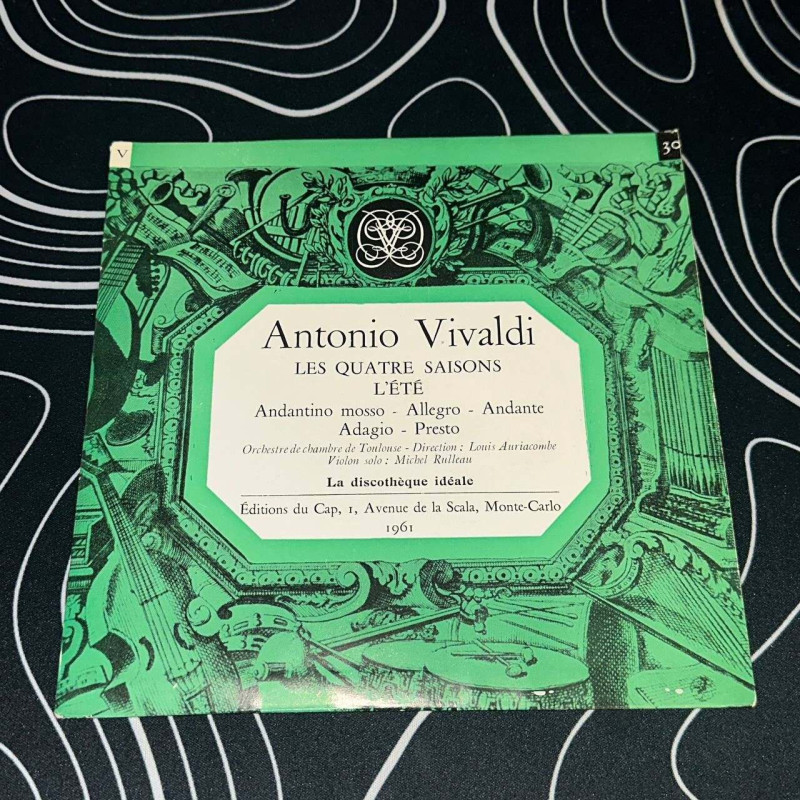 V
30
Antonio Vivaldi
LES QUATRE SAISONS
L'ÉTÉ
Andantino mosso - Allegro - Andante
Adagio - Presto
Orchestre de chambre de Toulouse - Direction : Louis Auriacombe
Violon solo : Michel Rulleau
La discothèque idéale
Éditions du Cap, 1, Avenue de la Scala, Monte-Carlo
1961